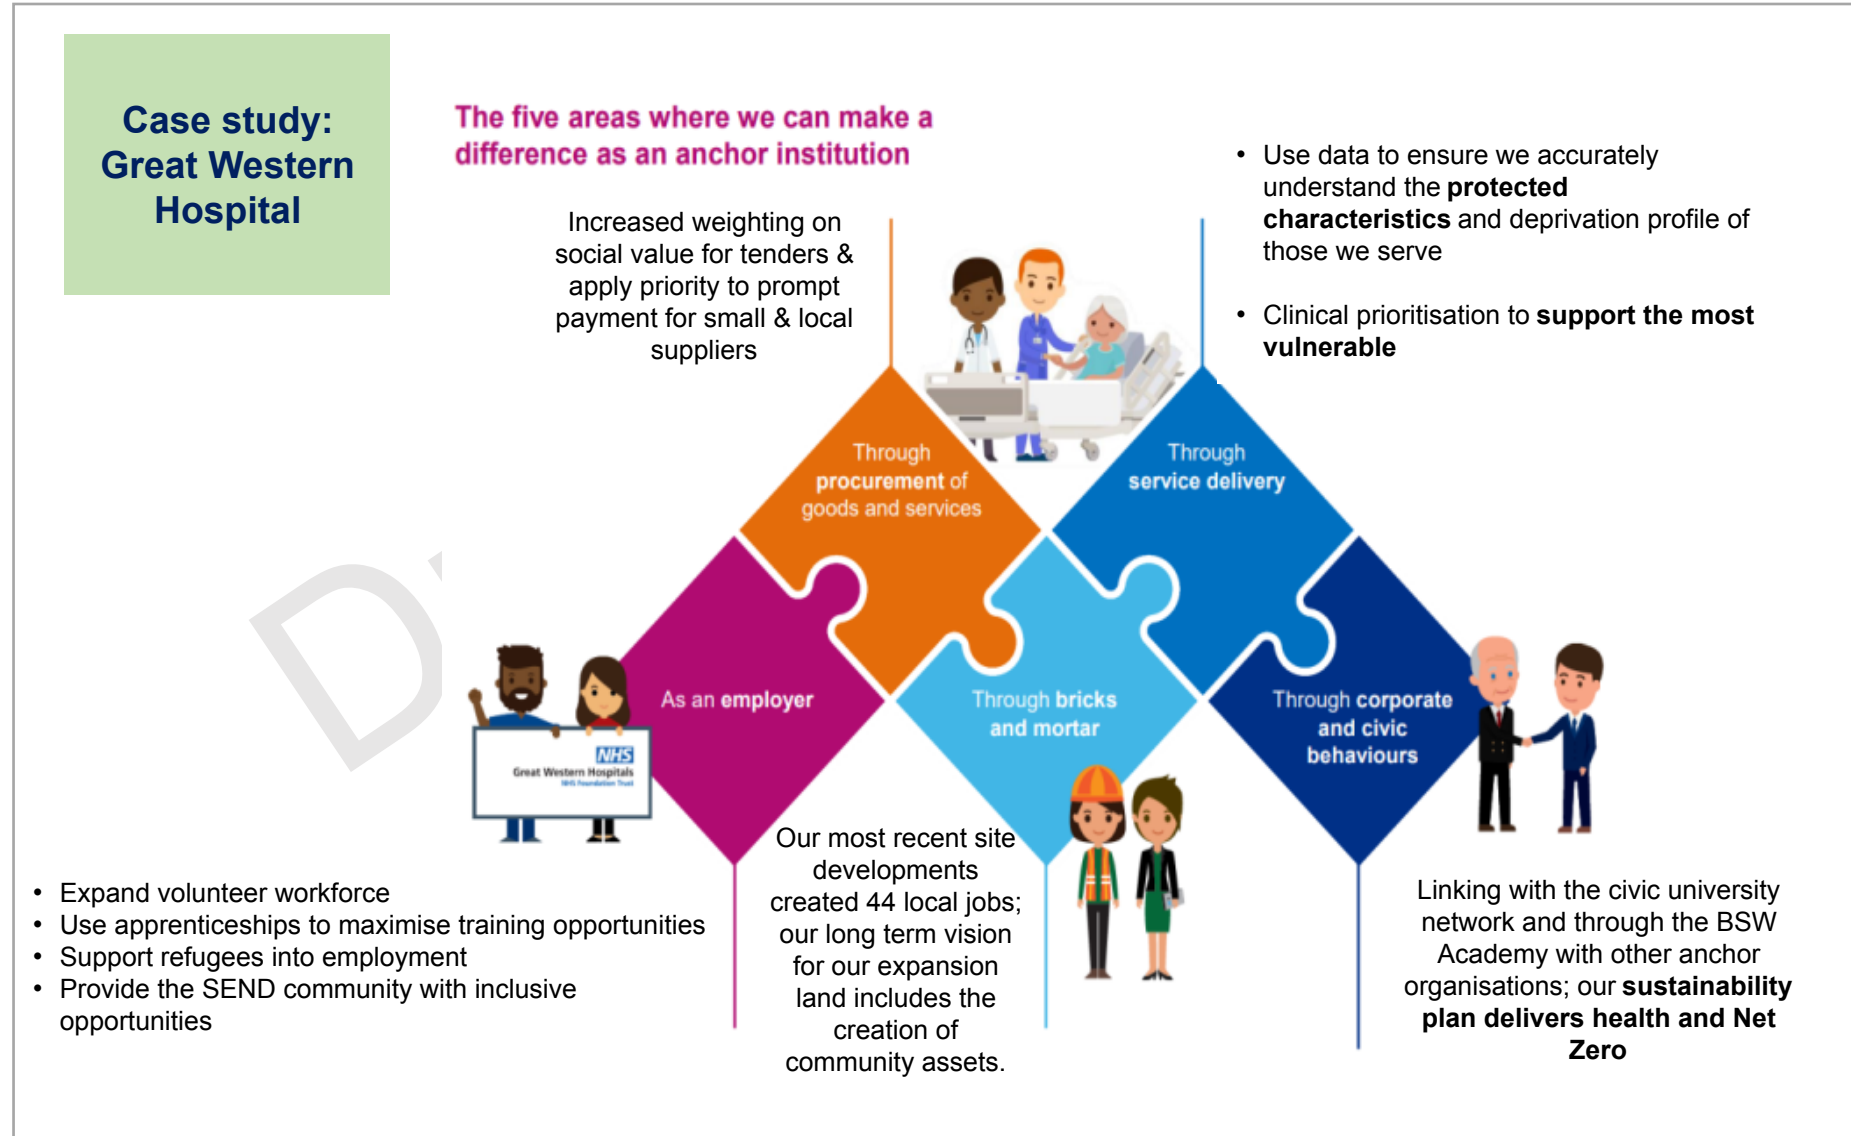 Case study:
Great Western
Hospital
The five areas where we can make a
difference as an anchor institution
Increased weighting on
social value for tenders &
apply priority to prompt
payment for small & local
suppliers
• Use data to ensure we accurately
understand the protected
characteristics and deprivation profile of
those we serve
• Clinical prioritisation to support the most
vulnerable
Through
procurement of
goods and services
Through
service delivery
As an employer
Through bricks
and mortar
Through corporate
and civic
behaviours
NHS
Great Western Hospitals
NHS Foundation Trust
• Expand volunteer workforce
• Use apprenticeships to maximise training opportunities
• Support refugees into employment
• Provide the SEND community with inclusive
opportunities
Our most recent site
developments
created 44 local jobs;
our long term vision
for our expansion
land includes the
creation of
community assets.
Linking with the civic university
network and through the BSW
Academy with other anchor
organisations; our sustainability
plan delivers health and Net
Zero